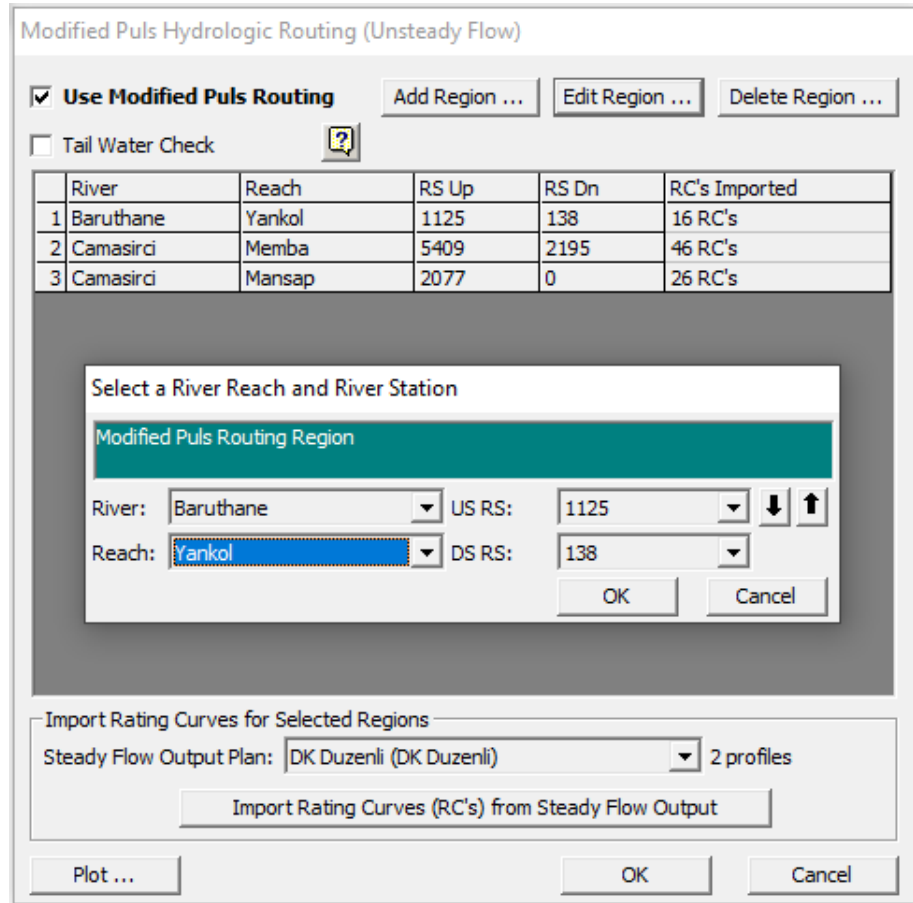 Modified Puls Hydrologic Routing (Unsteady Flow)
Use Modified Puls Routing Add Region ... Edit Region ... Delete Region ...
Tail Water Check
River Reach RS Up RS Dn RC's Imported
1 Baruthane Yankol 1125 138 16 RC's
2 Camasirci Memba 5409 2195 46 RC's
3 Camasirci Mansap 2077 0 26 RC's
Select a River Reach and River Station
Modified Puls Routing Region
River: Baruthane US RS: 1125
Reach: Yankol DS RS: 138
OK Cancel
Import Rating Curves for Selected Regions
Steady Flow Output Plan: DK Duzenli (DK Duzenli) 2 profiles
Import Rating Curves (RC's) from Steady Flow Output
Plot ... OK Cancel